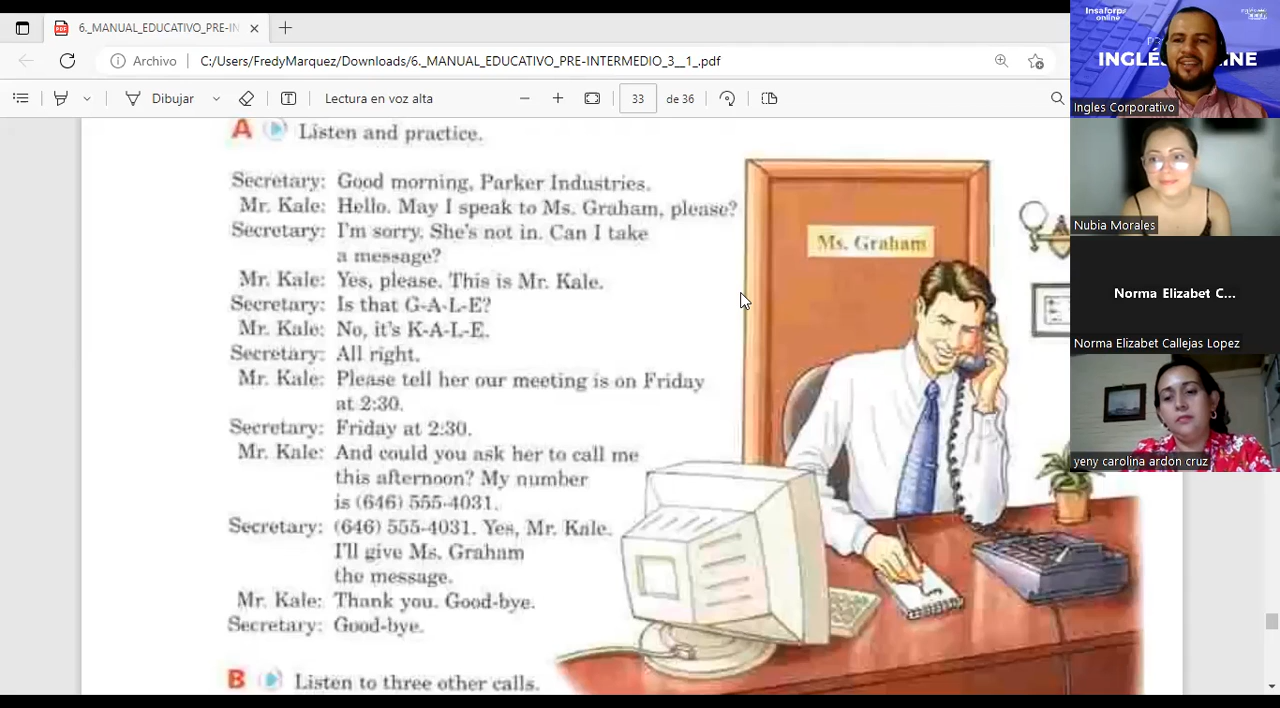 6._MANUAL_EDUCATIVO_PRE-IN
Archivo
C:/Users/FredyMarquez/Downloads/6._MANUAL_EDUCATIVO_PRE-INTERMEDIO_3__1_.pdf
Dibujar
Lectura en voz alta
33
de 36
A Listen and practice.
Secretary: Good morning, Parker Industries.
Mr. Kale: Hello. May I speak to Ms. Graham, please?
Secretary: I'm sorry. She's not in. Can I take
a message?
Mr. Kale: Yes, please. This is Mr. Kale.
Secretary: Is that G-A-L-E?
Mr. Kale: No, it's K-A-L-E.
Secretary: All right.
Mr. Kale: Please tell her our meeting is on Friday
at 2:30.
Secretary: Friday at 2:30.
Mr. Kale: And could you ask her to call me
this afternoon? My number
is (646) 555-4031.
Secretary: (646) 555-4031. Yes, Mr. Kale.
I'll give Ms. Graham
the message.
Mr. Kale: Thank you. Good-bye.
Secretary: Good-bye.
B Listen to three other calls.
Ms. Graham
Insaforp
online
Ingles Corporativo
Nubia Morales
Norma Elizabet C...
Norma Elizabet Callejas Lopez
yeny carolina ardon cruz